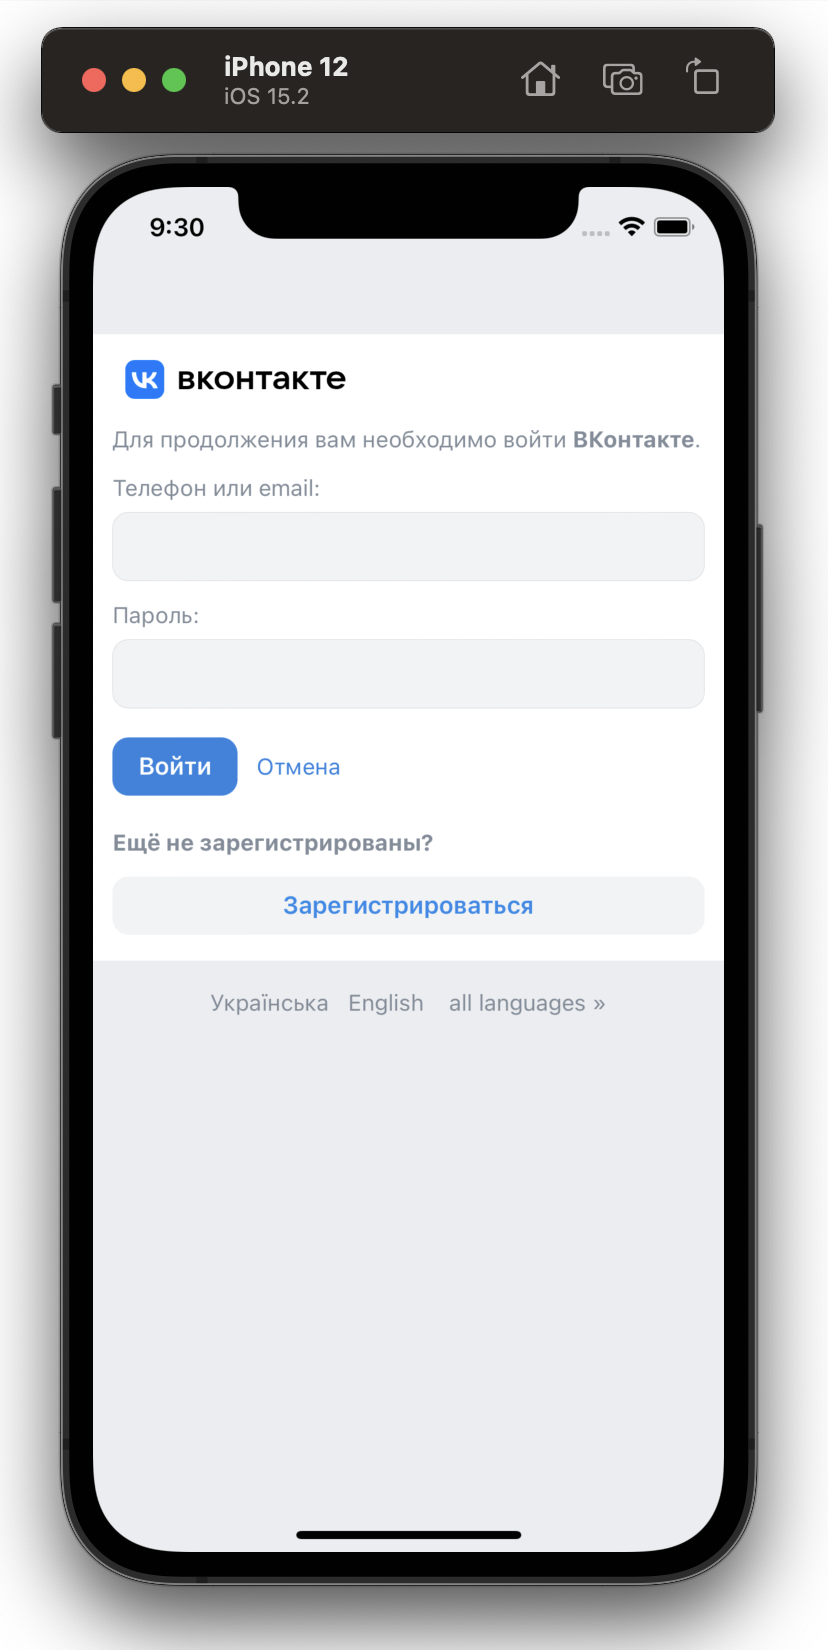 iPhone 12
iOS 15.2
9:30
вконтакте
Для продолжения вам необходимо войти ВКонтакте.
Телефон или email:
Пароль:
Войти Отмена
Ещё не зарегистрированы?
Зарегистрироваться
Українська English all languages »